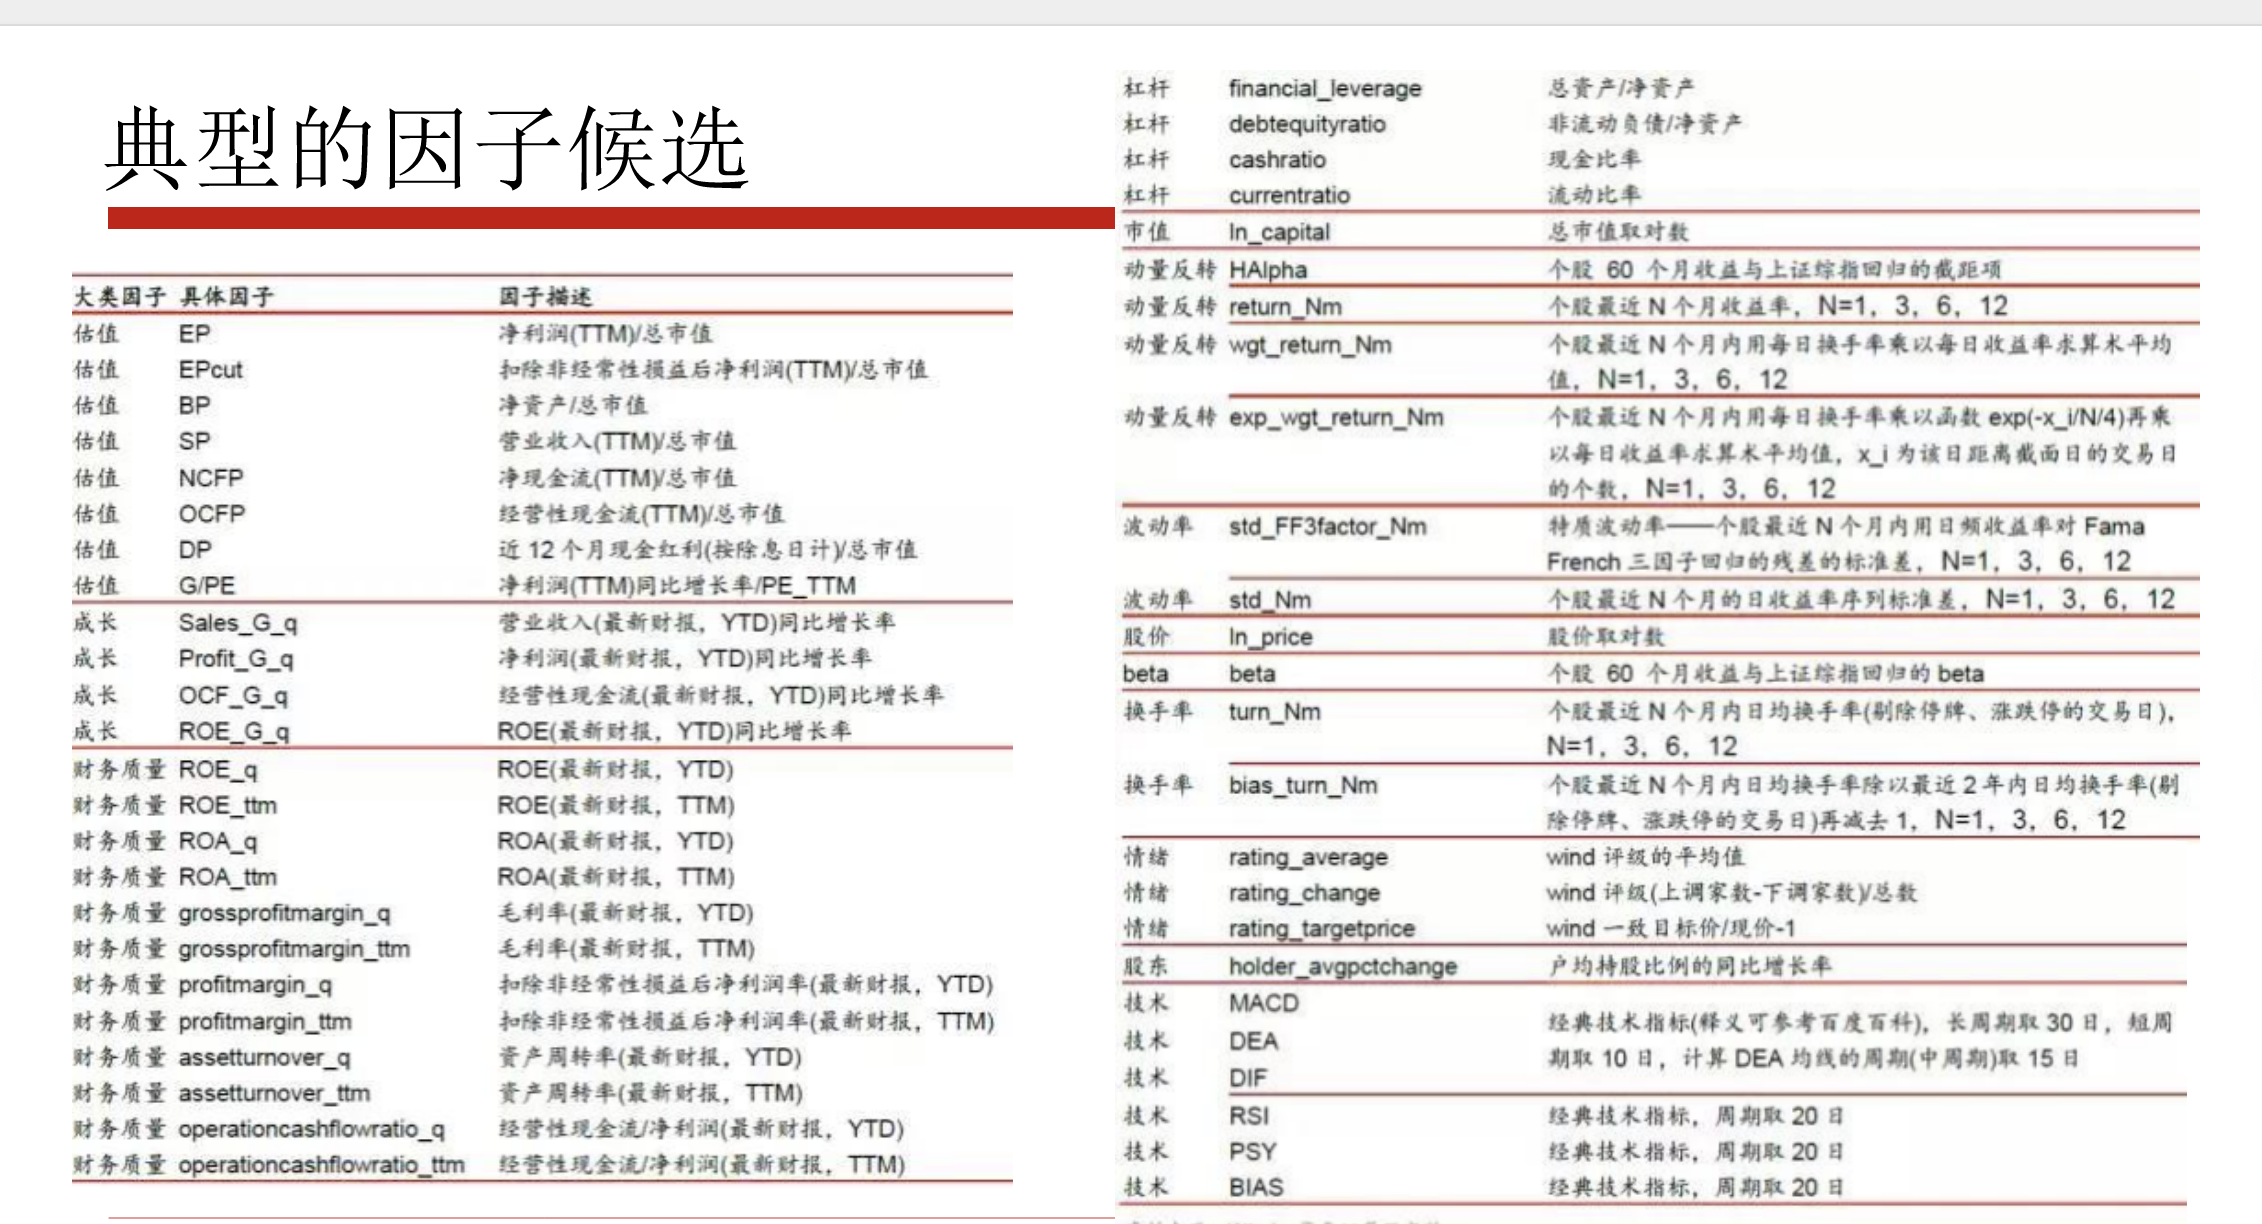 典型的因子候选
大类因子 具体因子 因子描述
估值 EP 净利润(TTM)/总市值
估值 EPcut 扣除非经常性损益后净利润(TTM)/总市值
估值 BP 净资产/总市值
估值 SP 营业收入(TTM)/总市值
估值 NCFP 净现金流(TTM)/总市值
估值 OCFP 经营性现金流(TTM)/总市值
估值 DP 近 12 个月现金红利(按除息日计)/总市值
估值 G/PE 净利润(TTM)同比增长率/PE_TTM
成长 Sales_G_q 营业收入(最新财报，YTD)同比增长率
成长 Profit_G_q 净利润(最新财报，YTD)同比增长率
成长 OCF_G_q 经营性现金流(最新财报，YTD)同比增长率
成长 ROE_G_q ROE(最新财报，YTD)同比增长率
财务质量 ROE_q ROE(最新财报，YTD)
财务质量 ROE_ttm ROE(最新财报，TTM)
财务质量 ROA_q ROA(最新财报，YTD)
财务质量 ROA_ttm ROA(最新财报，TTM)
财务质量 grossprofitmargin_q 毛利率(最新财报，YTD)
财务质量 grossprofitmargin_ttm 毛利率(最新财报，TTM)
财务质量 profitmargin_q 扣除非经常性损益后净利润率(最新财报，YTD)
财务质量 profitmargin_ttm 扣除非经常性损益后净利润率(最新财报，TTM)
财务质量 assetturnover_q 资产周转率(最新财报，YTD)
财务质量 assetturnover_ttm 资产周转率(最新财报，TTM)
财务质量 operationcashflowratio_q 经营性现金流/净利润(最新财报，YTD)
财务质量 operationcashflowratio_ttm 经营性现金流/净利润(最新财报，TTM)
杠杆 financial_leverage 总资产/净资产
杠杆 debtequityratio 非流动负债/净资产
杠杆 cashratio 现金比率
杠杆 currentratio 流动比率
市值 ln_capital 总市值取对数
动量反转 HAlpha 个股 60 个月收益与上证综指回归的截距项
动量反转 return_Nm 个股最近 N 个月收益率，N=1，3，6，12
动量反转 wgt_return_Nm 个股最近 N 个月内用每日换手率乘以每日收益率求算术平均
值，N=1，3，6，12
动量反转 exp_wgt_return_Nm 个股最近 N 个月内用每日换手率乘以函数 exp(-x_i/N/4)再乘
以每日收益率求算术平均值，x_i 为该日距离截面日的交易日
的个数，N=1，3，6，12
波动率 std_FF3factor_Nm 特质波动率——个股最近 N 个月内用日频收益率对 Fama
French 三因子回归的残差的标准差，N=1，3，6，12
波动率 std_Nm 个股最近 N 个月的日收益率序列标准差，N=1，3，6，12
股价 ln_price 股价取对数
beta beta 个股 60 个月收益与上证综指回归的 beta
换手率 turn_Nm 个股最近 N 个月内日均换手率(剔除停牌、涨跌停的交易日)，
N=1，3，6，12
换手率 bias_turn_Nm 个股最近 N 个月内日均换手率除以最近 2 年内日均换手率(剔
除停牌、涨跌停的交易日)再减去 1，N=1，3，6，12
情绪 rating_average wind 评级的平均值
情绪 rating_change wind 评级(上调家数-下调家数)/总数
情绪 rating_targetprice wind 一致目标价/现价-1
股东 holder_avgpctchange 户均持股比例的同比增长率
技术 MACD
经典技术指标(释义可参考百度百科)，长周期取 30 日，短周
技术 DEA
期取 10 日，计算 DEA 均线的周期(中周期)取 15 日
技术 DIF
技术 RSI 经典技术指标，周期取 20 日
技术 PSY 经典技术指标，周期取 20 日
技术 BIAS 经典技术指标，周期取 20 日